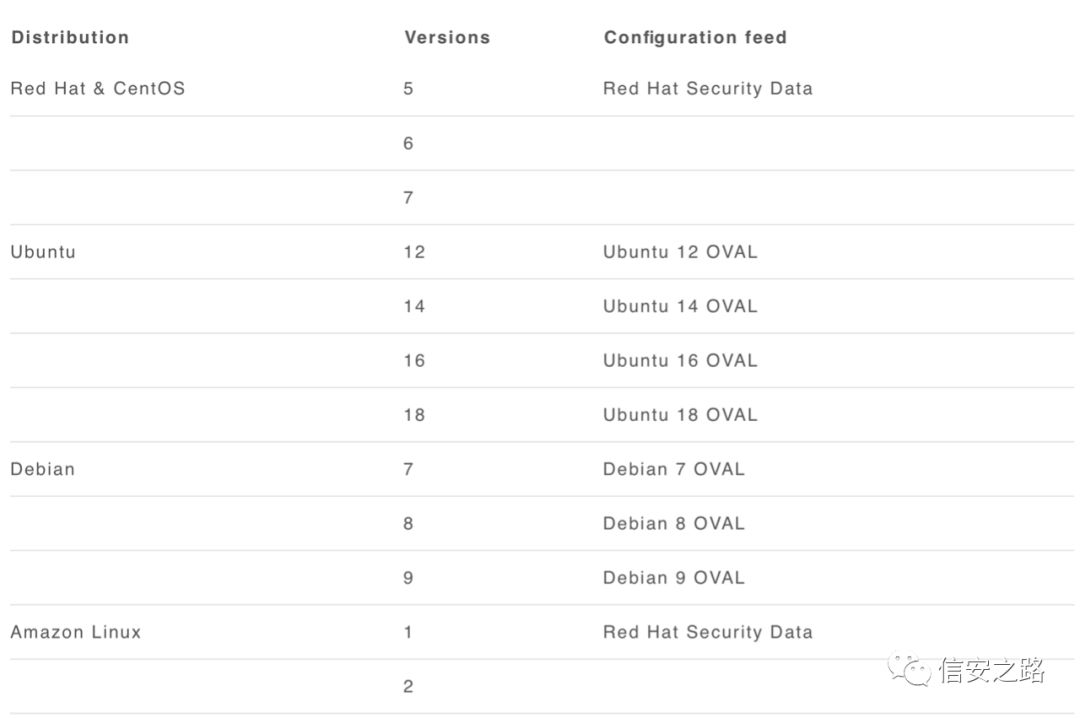 Distribution Versions Configuration feed
Red Hat & CentOS 5 Red Hat Security Data
6
7
Ubuntu 12 Ubuntu 12 OVAL
14 Ubuntu 14 OVAL
16 Ubuntu 16 OVAL
18 Ubuntu 18 OVAL
Debian 7 Debian 7 OVAL
8 Debian 8 OVAL
9 Debian 9 OVAL
Amazon Linux 1 Red Hat Security Data
2
信安之路